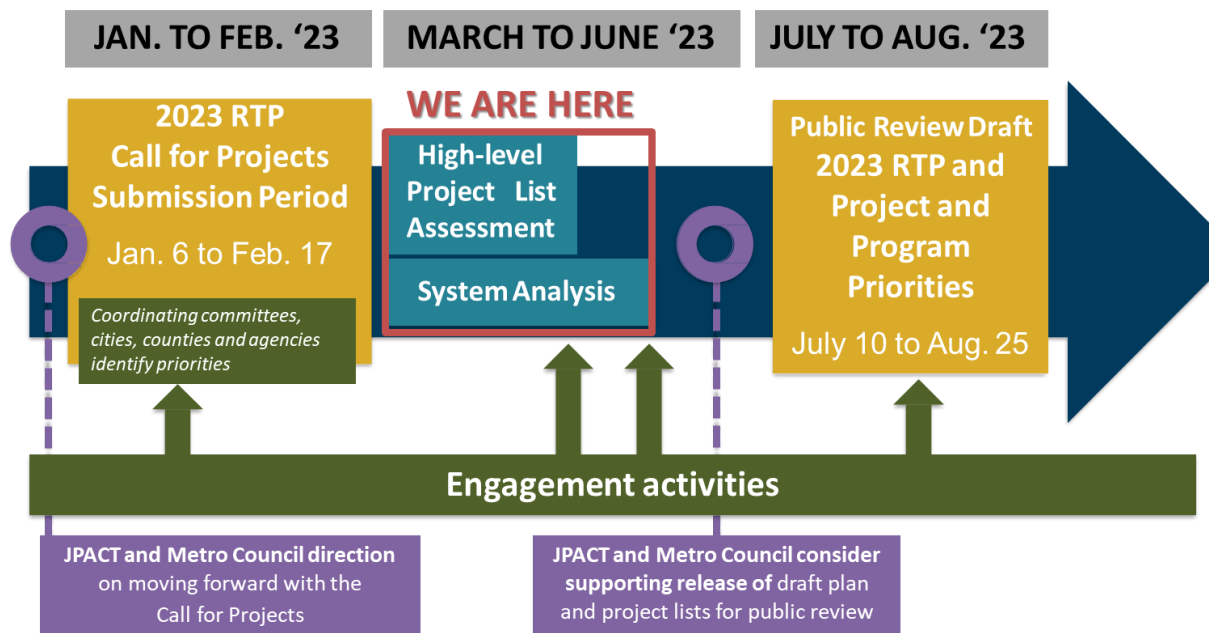 JAN. TO FEB. ‘23
MARCH TO JUNE ‘23
JULY TO AUG. ‘23
WE ARE HERE
2023 RTP
Call for Projects
Submission Period
Jan. 6 to Feb. 17
Coordinating committees,
cities, counties and agencies
identify priorities
High-level
Project List
Assessment
System Analysis
Public Review Draft
2023 RTP and
Project and
Program
Priorities
July 10 to Aug. 25
Engagement activities
JPACT and Metro Council direction
on moving forward with the
Call for Projects
JPACT and Metro Council consider
supporting release of draft plan
and project lists for public review